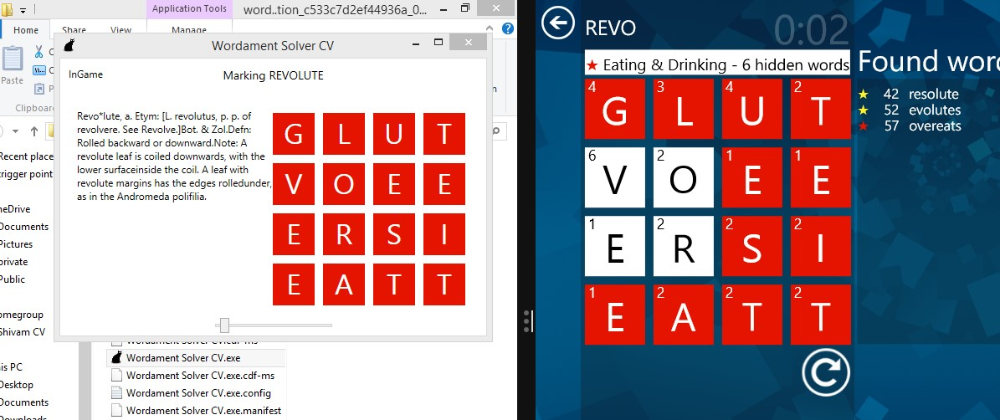 Application Tools
word..tion_c533c7d2ef44936a_0...
Home
Share
View
Manage
Paste
Clipboard
Wordament Solver CV
InGame
Marking REVOLUTE
Revo*lute, a. Etym: [L. revolutus, p. p. of
revolvere. See Revolve.]Bot. & Zol.Defn:
Rolled backward or downward.Note: A
revolute leaf is coiled downwards, with the
lower surfaceinside the coil. A leaf with
revolute margins has the edges rolledunder,
as in the Andromeda polifilia.
G L U T
V O E E
E R S I
E A T T
Recent place
trigger point
neDrive
Documents
Pictures
private
Public
omegroup
Shivam CV
is PC
Desktop
Documents
Downloads
Wordament Solver CV.cdf-ms
Wordament Solver CV.exe
Wordament Solver CV.exe.cdf-ms
Wordament Solver CV.exe.config
Wordament Solver CV.exe.manifest
REVO
0:02
Eating & Drinking - 6 hidden words
4 G 3 L 4 U 2 T
6 V 2 O 1 E 1 E
1 E 2 R 2 S 2 I
1 E 2 A 2 T 2 T
Found word
42 resolute
52 evolutes
57 overeats